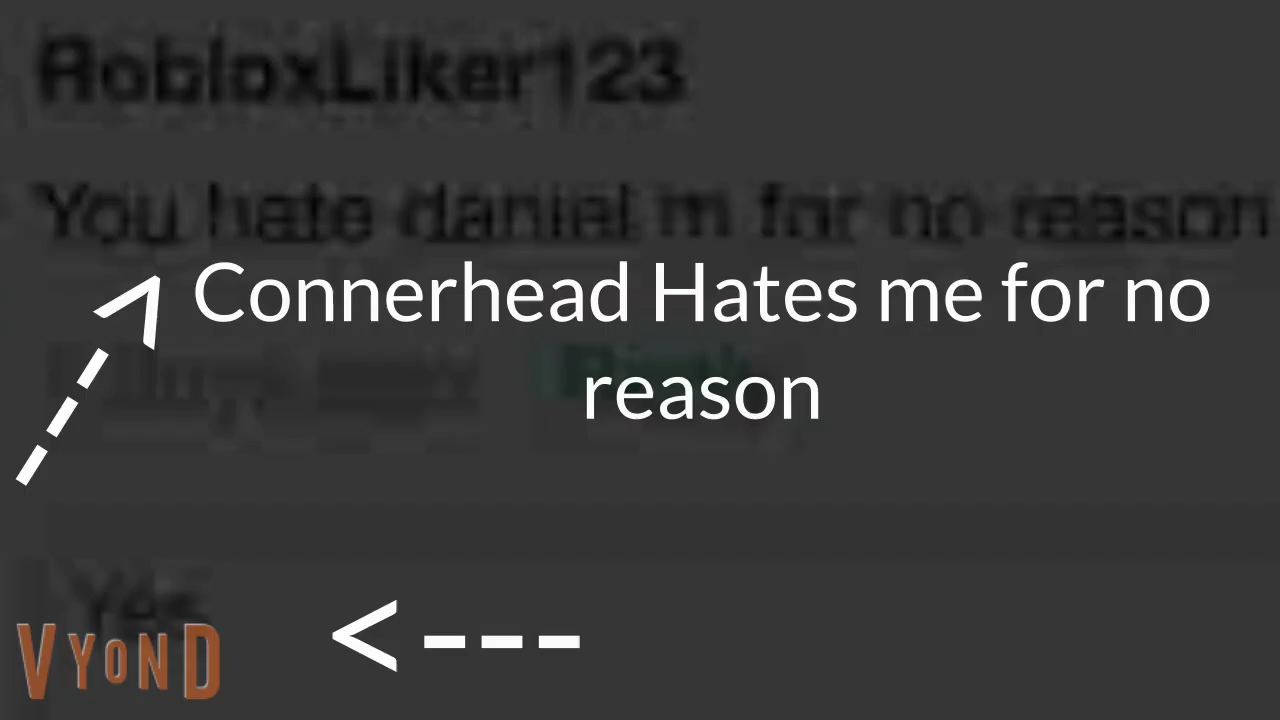 RobloxLiker123
You hate daniel m for no reason
Connerhead Hates me for no
reason
Yes
< ---
VYOND